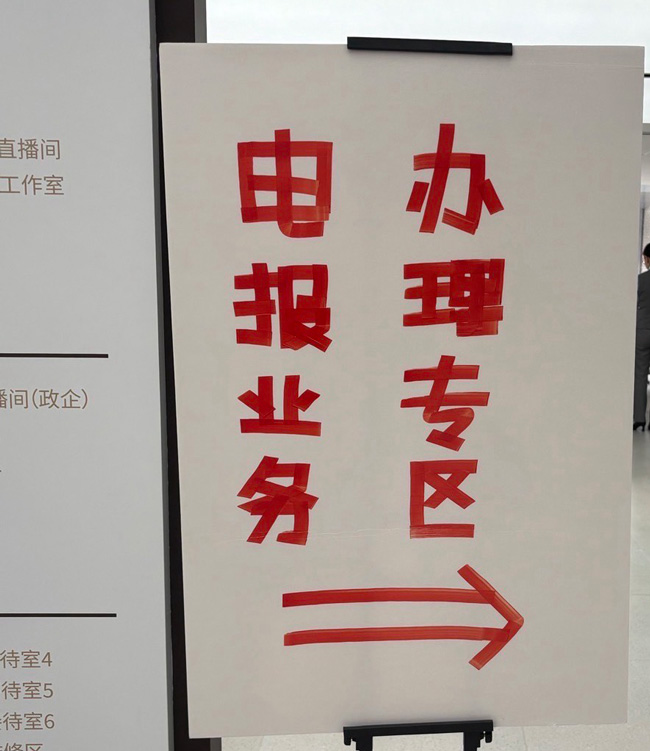 直播间
工作室
播间(政企)
待室4
待室5
待室6
电报业务
办理专区